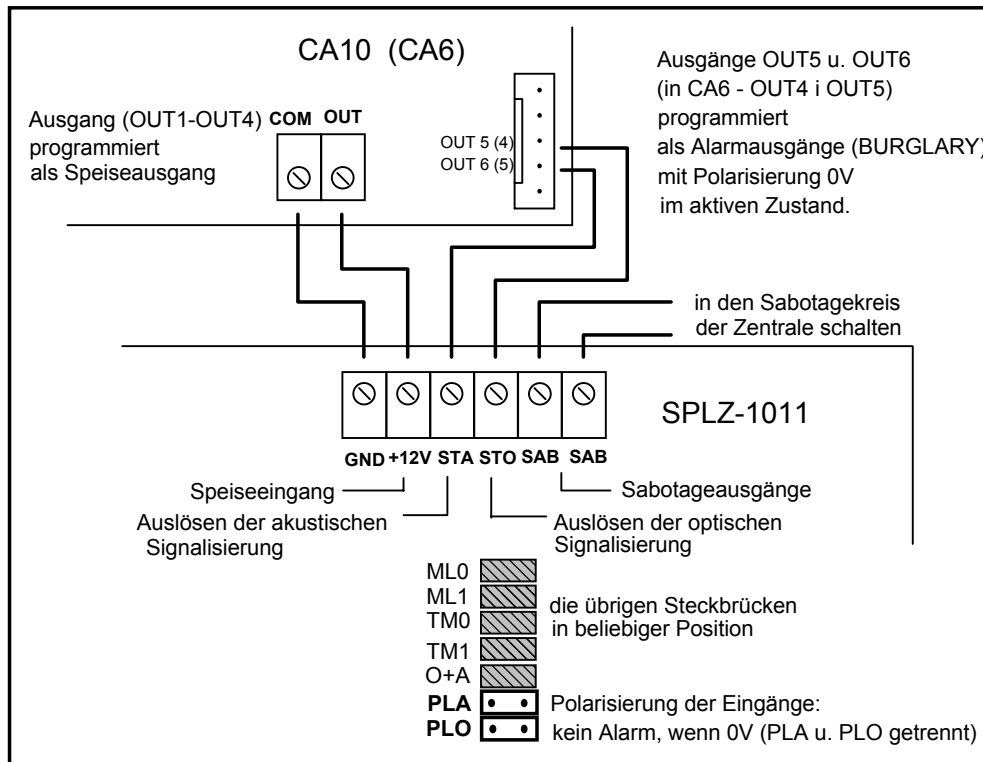 CA10 (CA6)
Ausgang (OUT1-OUT4)
programmiert
als Speiseausgang
COM OUT
OUT 5 (4)
OUT 6 (5)
Ausgänge OUT5 u. OUT6
(in CA6 - OUT4 i OUT5)
programmiert
als Alarmausgänge (BURGLARY)
mit Polarisierung 0V
im aktiven Zustand.
in den Sabotagekreis
der Zentrale schalten
SPLZ-1011
GND +12V STA STO SAB SAB
Speiseeingang
Sabotageausgänge
Auslösen der akustischen
Signalisierung
Auslösen der optischen
Signalisierung
ML0
ML1
TM0
TM1
O+A
die übrigen Steckbrücken
in beliebiger Position
PLA
PLO
Polarisierung der Eingänge:
kein Alarm, wenn 0V (PLA u. PLO getrennt)